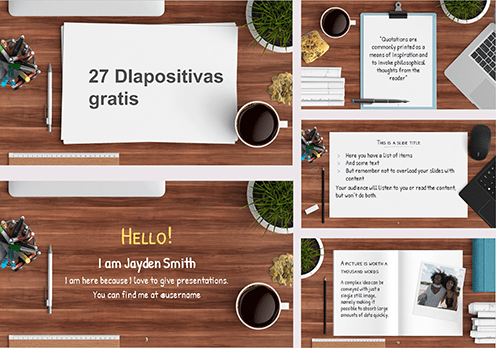 27 DIapositivas
gratis
Hello!
I am Jayden Smith
I am here because I love to give presentations.
You can find me at @username
"Quotations are
commonly printed as a
means of inspiration and
to invoke philosophical
thoughts from the
reader"
This is a slide title
Here you have a list of items
And some text
But remember not to overload your slides with
content
Your audience will listen to you or read the content,
but won't do both.
A picture is worth a
thousand words
A complex idea can be
conveyed with just a
single still image,
namely making it
possible to absorb large
amounts of data quickly.